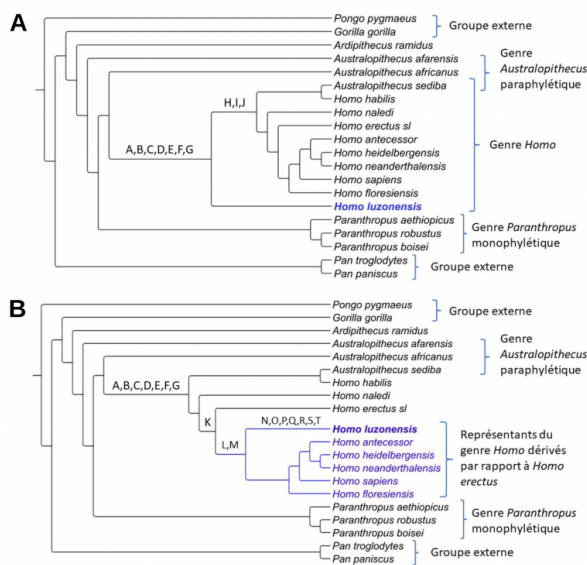 A
Pongo pygmaeus
Gorilla gorilla
Groupe externe
Ardipithecus ramidus
Australopithecus afarensis
Australopithecus africanus
Australopithecus sediba
Genre
Australopithecus
paraphylétique
H,I,J
Homo habilis
Homo naledi
Homo erectus sl
Homo antecessor
A,B,C,D,E,F,G
Homo heidelbergensis
Genre Homo
Homo neanderthalensis
Homo sapiens
Homo floresiensis
Homo luzonensis
Paranthropus aethiopicus
Paranthropus robustus
Paranthropus boisei
Genre Paranthropus
monophylétique
Pan troglodytes
Pan paniscus
Groupe externe
B
Pongo pygmaeus
Gorilla gorilla
Groupe externe
Ardipithecus ramidus
Australopithecus afarensis
Australopithecus africanus
Australopithecus sediba
Genre
Australopithecus
paraphylétique
A,B,C,D,E,F,G
Homo habilis
Homo naledi
K
Homo erectus sl
N,O,P,Q,R,S,T
L,M
Homo luzonensis
Homo antecessor
Homo heidelbergensis
Homo neanderthalensis
Homo sapiens
Homo floresiensis
Représentants du
genre Homo dérivés
par rapport à Homo
erectus
Paranthropus aethiopicus
Paranthropus robustus
Paranthropus boisei
Genre Paranthropus
monophylétique
Pan troglodytes
Pan paniscus
Groupe externe